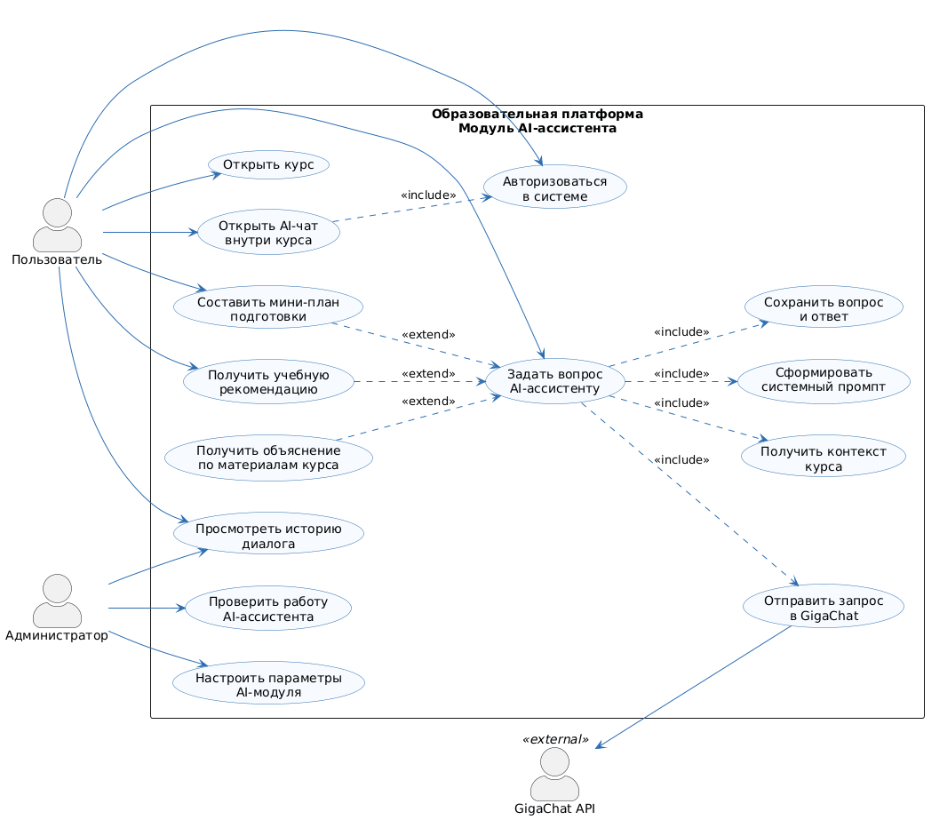 Образовательная платформа
Модуль AI-ассистента
Открыть курс
Авторизоваться
в системе
«include»
Открыть AI-чат
внутри курса
Пользователь
Составить мини-план
подготовки
Сохранить вопрос
и ответ
«extend»
«include»
Получить учебную
рекомендацию
«extend»
Задать вопрос
AI-ассистенту
«include»
Сформировать
системный промпт
«extend»
«include»
Получить объяснение
по материалам курса
«include»
Получить контекст
курса
Просмотреть историю
диалога
Администратор
Проверить работу
AI-ассистента
Отправить запрос
в GigaChat
Настроить параметры
AI-модуля
«external»
GigaChat API